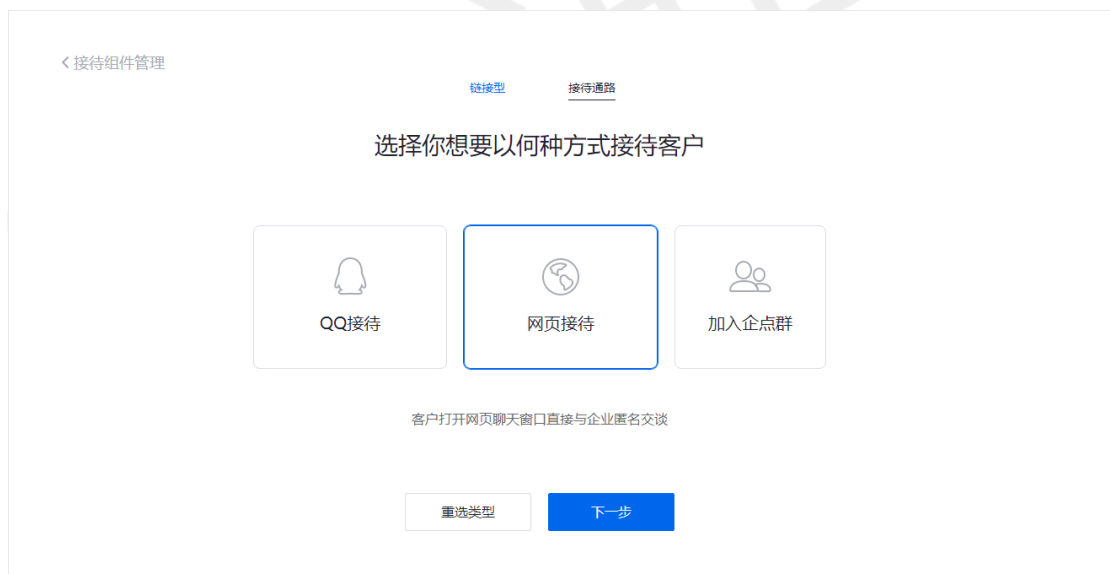 接待组件管理
链接型 接待通路
选择你想要以何种方式接待客户
QQ接待 网页接待 加入企点群
客户打开网页聊天窗口直接与企业匿名交谈
重选类型 下一步